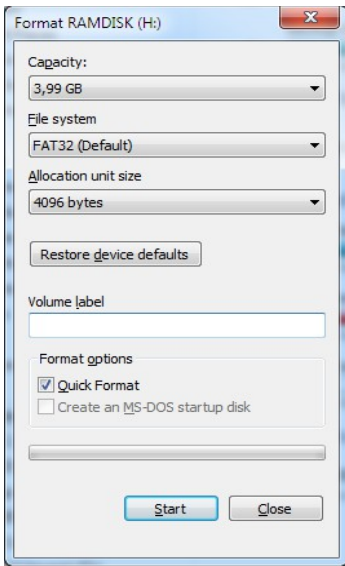 Format RAMDISK (H:)
Capacity:
3,99 GB
File system
FAT32 (Default)
Allocation unit size
4096 bytes
Restore device defaults
Volume label
Format options
Quick Format
Create an MS-DOS startup disk
Start
Close